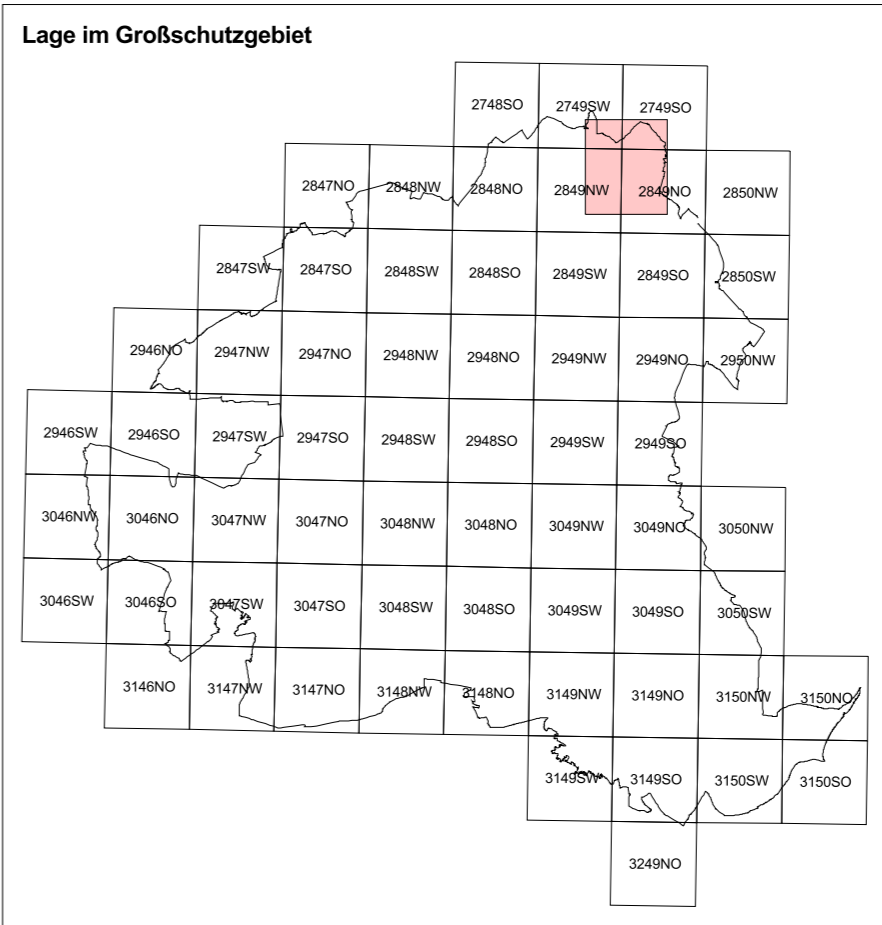 Lage im Großschutzgebiet
2748SO 2749SW 2749SO
2847NO 2848NW 2848NO 2849NW 2849NO 2850NW
2847SW 2847SO 2848SW 2848SO 2849SW 2849SO 2850SW
2946NO 2947NW 2947NO 2948NW 2948NO 2949NW 2949NO 2950NW
2946SW 2946SO 2947SW 2947SO 2948SW 2948SO 2949SW 2949SO
3046NW 3046NO 3047NW 3047NO 3048NW 3048NO 3049NW 3049NO 3050NW
3046SW 3046SO 3047SW 3047SO 3048SW 3048SO 3049SW 3049SO 3050SW
3146NO 3147NW 3147NO 3148NW 3148NO 3149NW 3149NO 3150NW 3150NO
3149SW 3149SO 3150SW 3150SO
3249NO